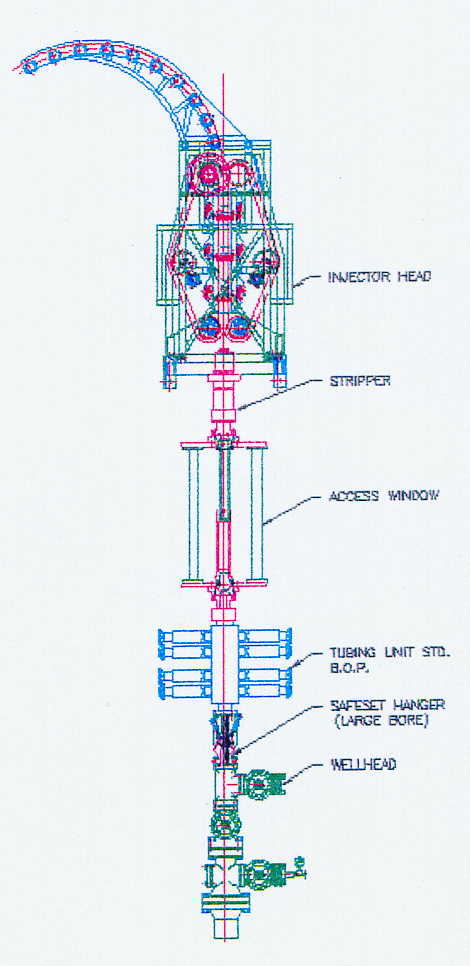 INJECTOR HEAD
STRIPPER
ACCESS WINDOW
TUBING UNIT STD.
B.O.P.
SAFESET HANGER
(LARGE BORE)
WELLHEAD